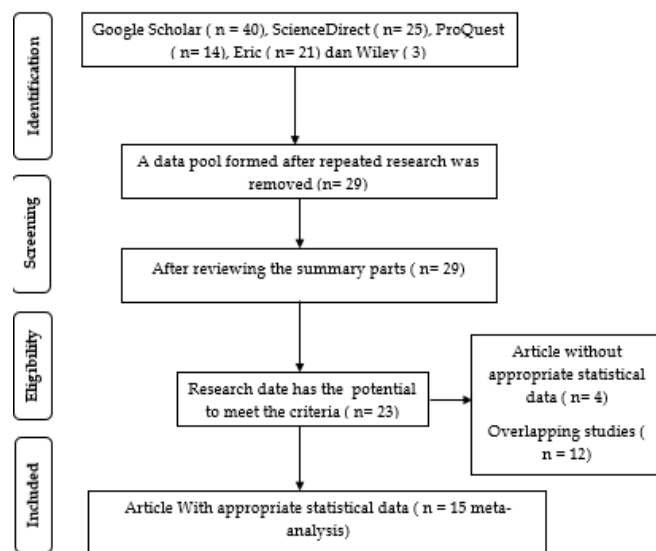 Identification
Google Scholar ( n = 40), ScienceDirect ( n= 25), ProQuest
( n= 14), Eric ( n= 21) dan Wiley ( 3)
A data pool formed after repeated research was
removed (n= 29)
Screening
After reviewing the summary parts ( n= 29)
Eligibility
Research date has the potential
to meet the criteria ( n= 23)
Article without
appropriate statistical
data ( n= 4)
Overlapping studies (
n = 12)
Included
Article With appropriate statistical data ( n = 15 meta-
analysis)